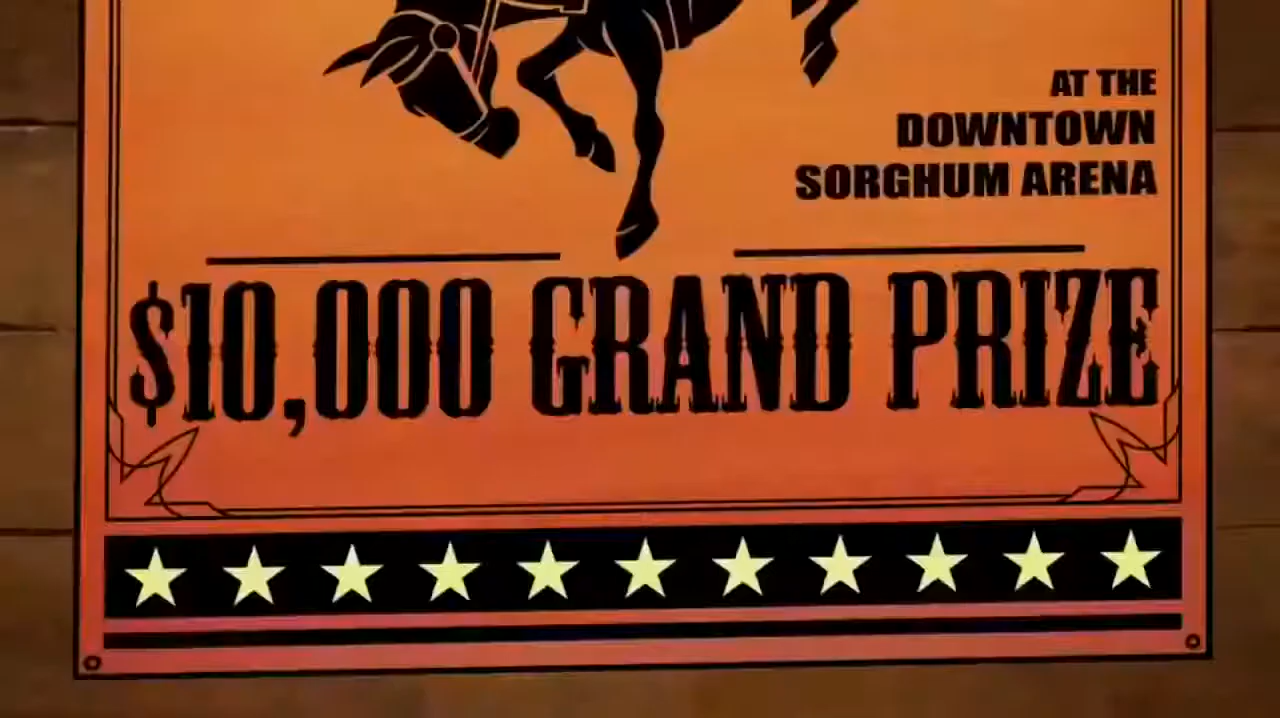 AT THE
DOWNTOWN
SORGHUM ARENA
$10,000 GRAND PRIZE